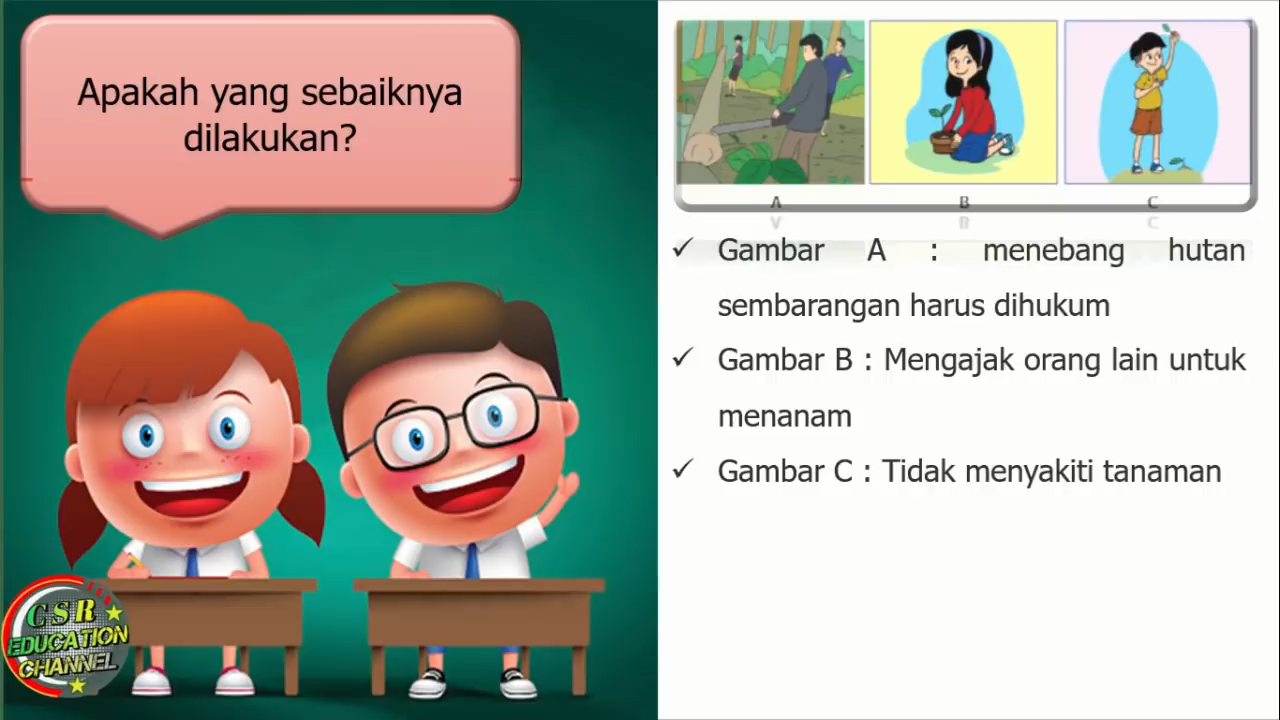 Apakah yang sebaiknya
dilakukan?
A B C
Gambar A : menebang hutan
sembarangan harus dihukum
Gambar B : Mengajak orang lain untuk
menanam
Gambar C : Tidak menyakiti tanaman
CSR
EDUCATION
CHANNEL